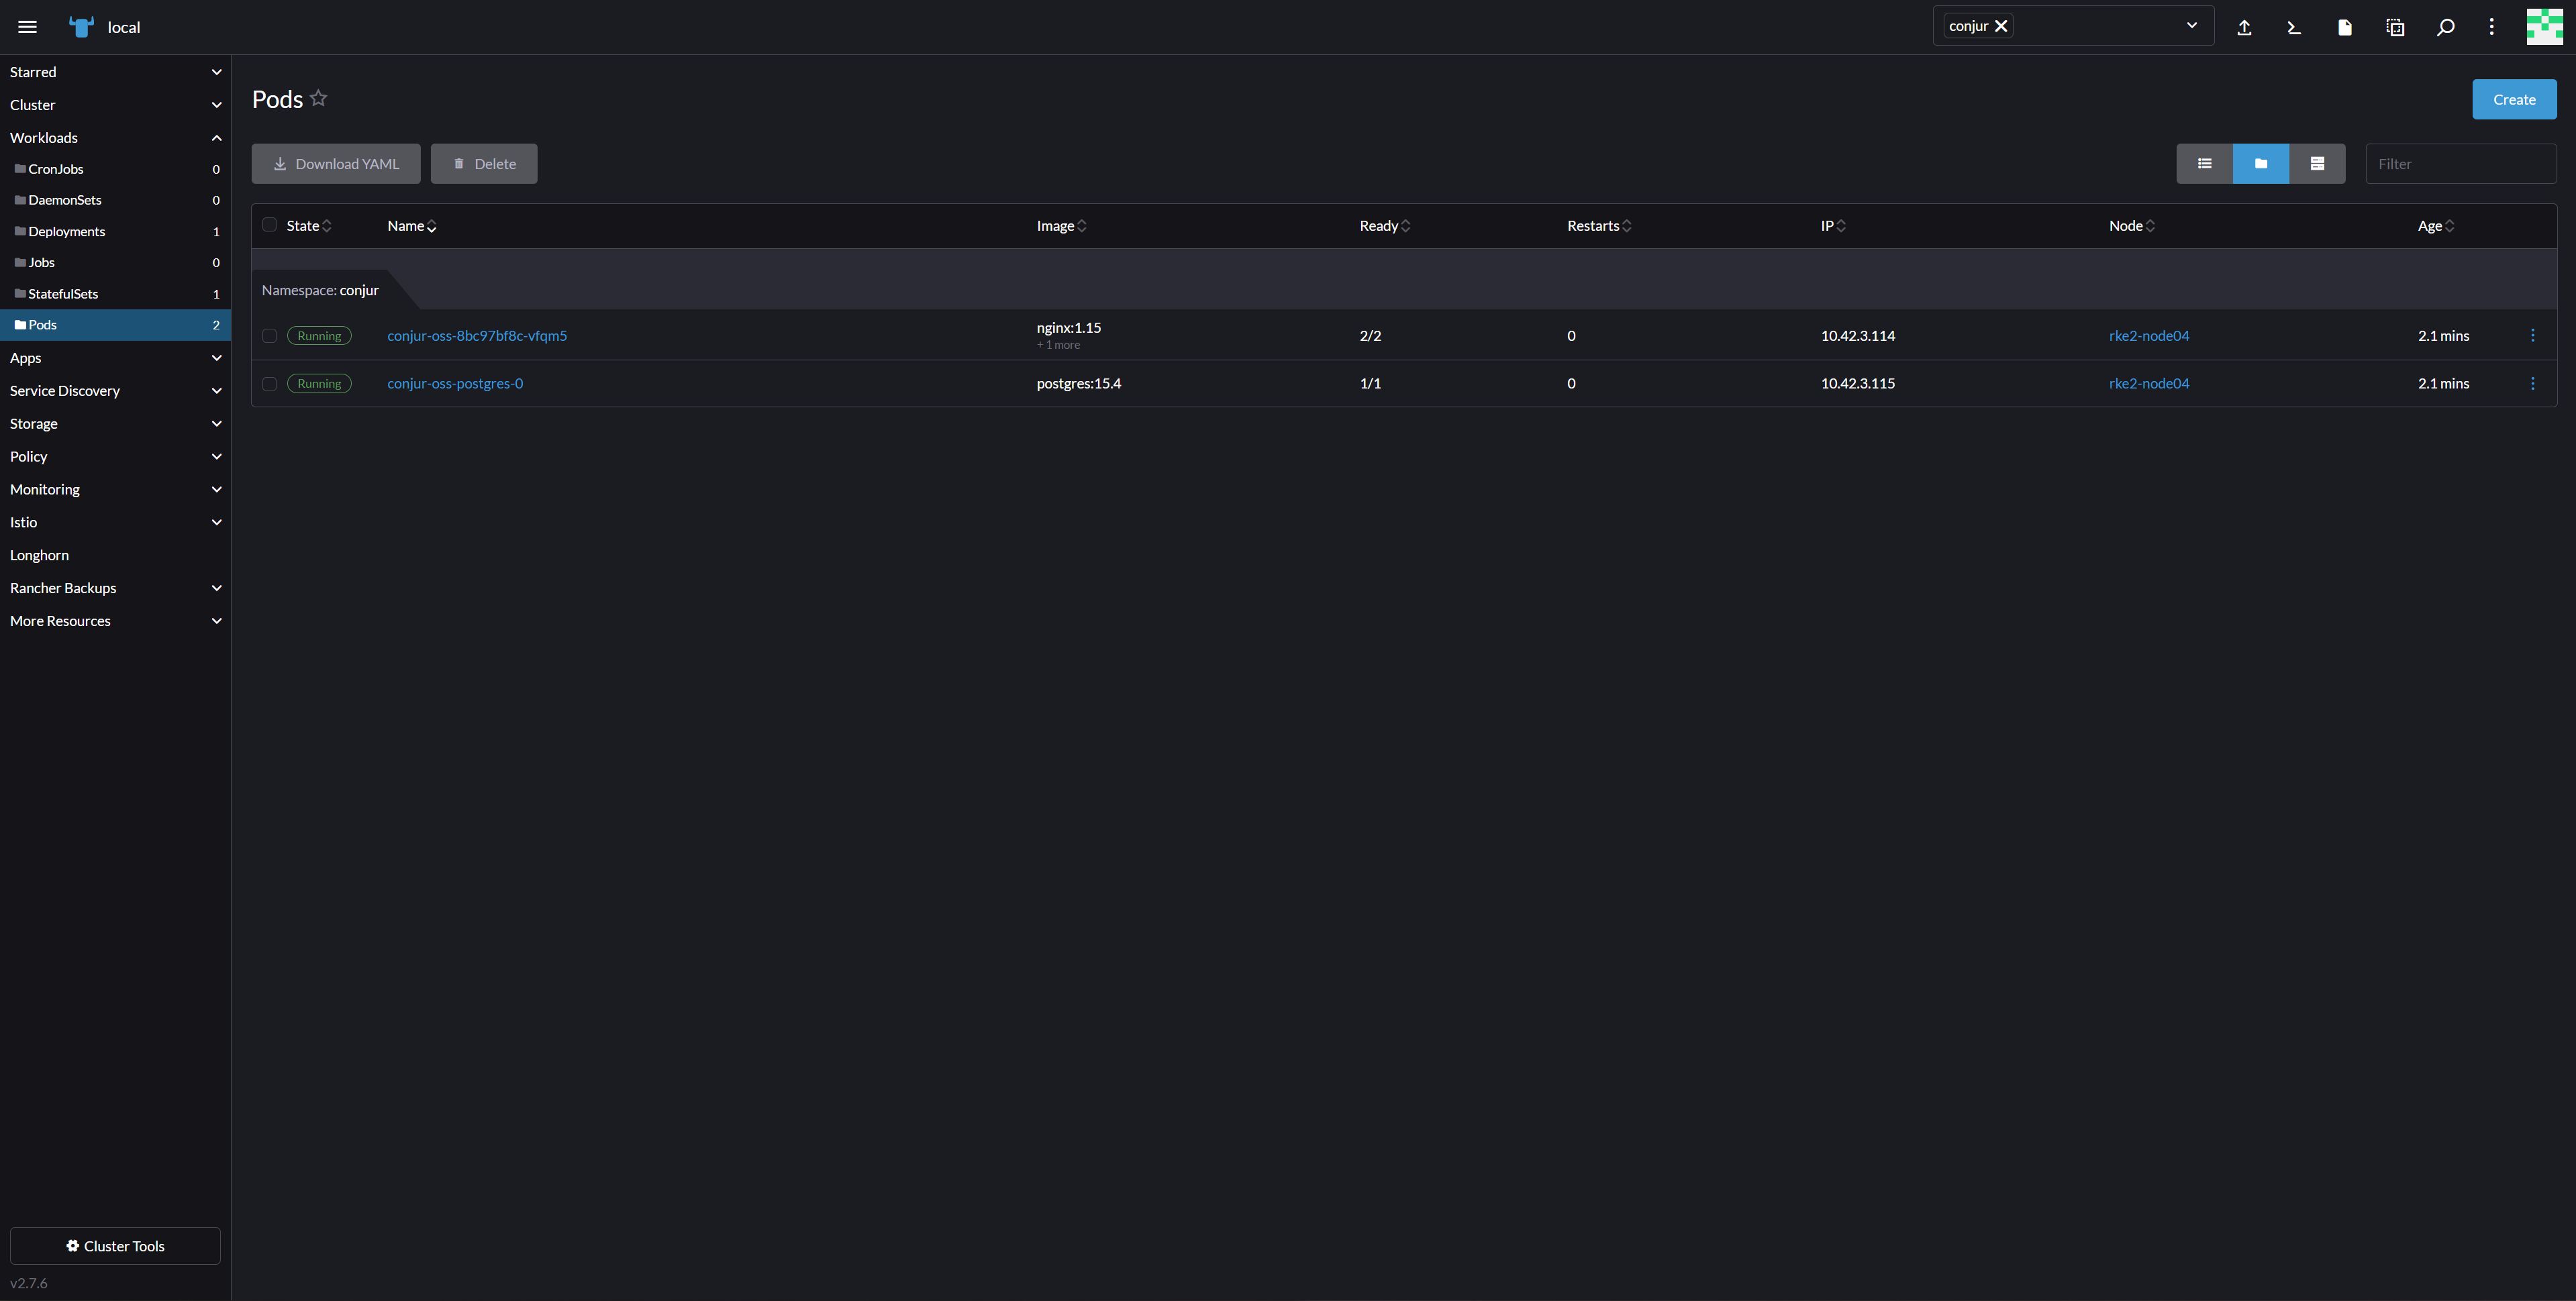 local
conjur
Starred
Cluster
Workloads
CronJobs 0
DaemonSets 0
Deployments 1
Jobs 0
StatefulSets 1
Pods 2
Apps
Service Discovery
Storage
Policy
Monitoring
Istio
Longhorn
Rancher Backups
More Resources
Cluster Tools
v2.7.6
Pods
Create
Download YAML Delete
Filter
State Name Image Ready Restarts IP Node Age
Namespace: conjur
Running conjur-oss-8bc97bf8c-vfqm5 nginx:1.15 2/2 0 10.42.3.114 rke2-node04 2.1 mins
+ 1 more
Running conjur-oss-postgres-0 postgres:15.4 1/1 0 10.42.3.115 rke2-node04 2.1 mins